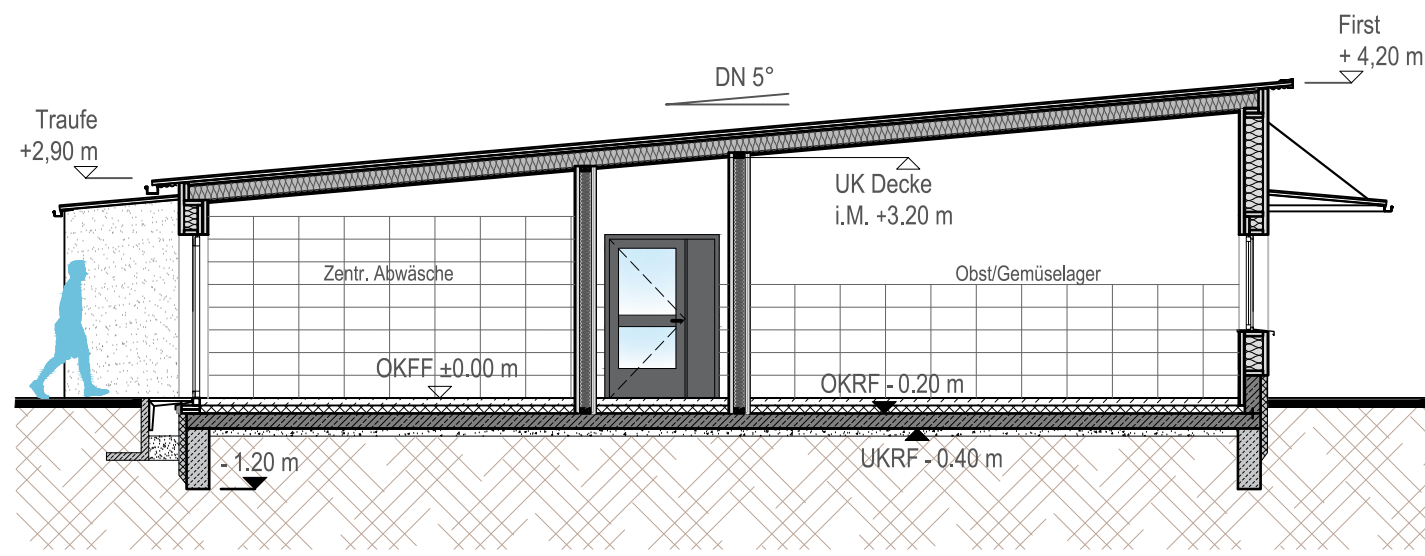 First
+ 4,20 m
DN 5°
Traufe
+2,90 m
UK Decke
i.M. +3.20 m
Zentr. Abwäsche
Obst/Gemüselager
OKFF ±0.00 m
OKRF - 0.20 m
- 1.20 m
UKRF - 0.40 m